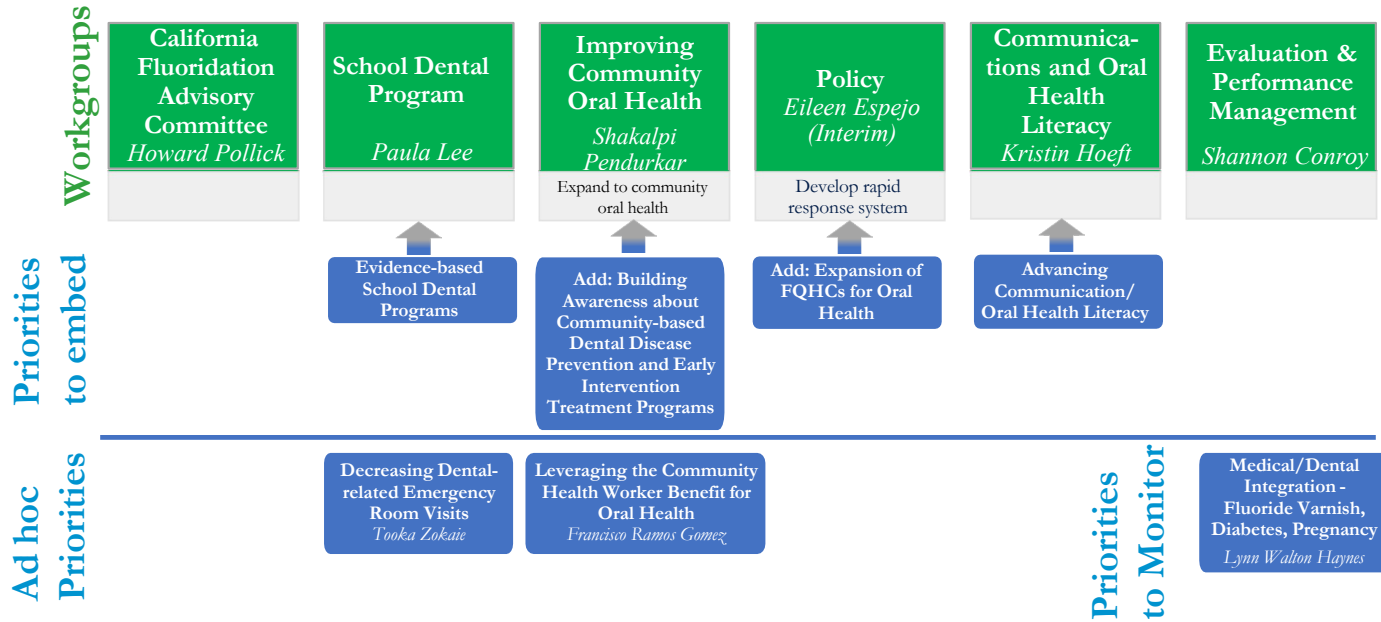 Workgroups
California
Fluoridation
Advisory
Committee
Howard Pollick
School Dental
Program
Paula Lee
Improving
Community
Oral Health
Shakalpi
Pendurkar
Expand to community
oral health
Policy
Eileen Espejo
(Interim)
Develop rapid
response system
Communica-
tions and Oral
Health
Literacy
Kristin Hoeft
Evaluation &
Performance
Management
Shannon Conroy
Priorities
to embed
Evidence-based
School Dental
Programs
Add: Building
Awareness about
Community-based
Dental Disease
Prevention and Early
Intervention
Treatment Programs
Add: Expansion of
FQHCs for Oral
Health
Advancing
Communication/
Oral Health Literacy
Ad hoc
Priorities
Decreasing Dental-
related Emergency
Room Visits
Tooka Zokaie
Leveraging the Community
Health Worker Benefit for
Oral Health
Francisco Ramos Gomez
Priorities
to Monitor
Medical/Dental
Integration -
Fluoride Varnish,
Diabetes, Pregnancy
Lynn Walton Haynes